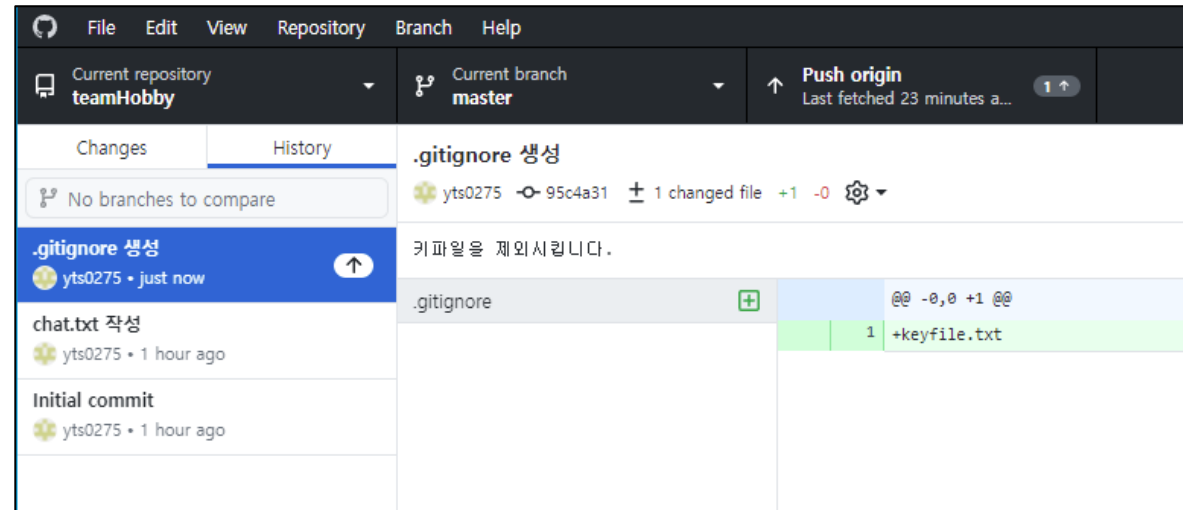 File Edit View Repository Branch Help
Current repository
teamHobby
Current branch
master
Push origin
Last fetched 23 minutes a...
1
Changes History
No branches to compare
.gitignore 생성
yts0275 • just now
chat.txt 작성
yts0275 • 1 hour ago
Initial commit
yts0275 • 1 hour ago
.gitignore 생성
yts0275 95c4a31 1 changed file +1 -0
키파일을 제외시킵니다.
.gitignore
@@ -0,0 +1 @@
1 +keyfile.txt